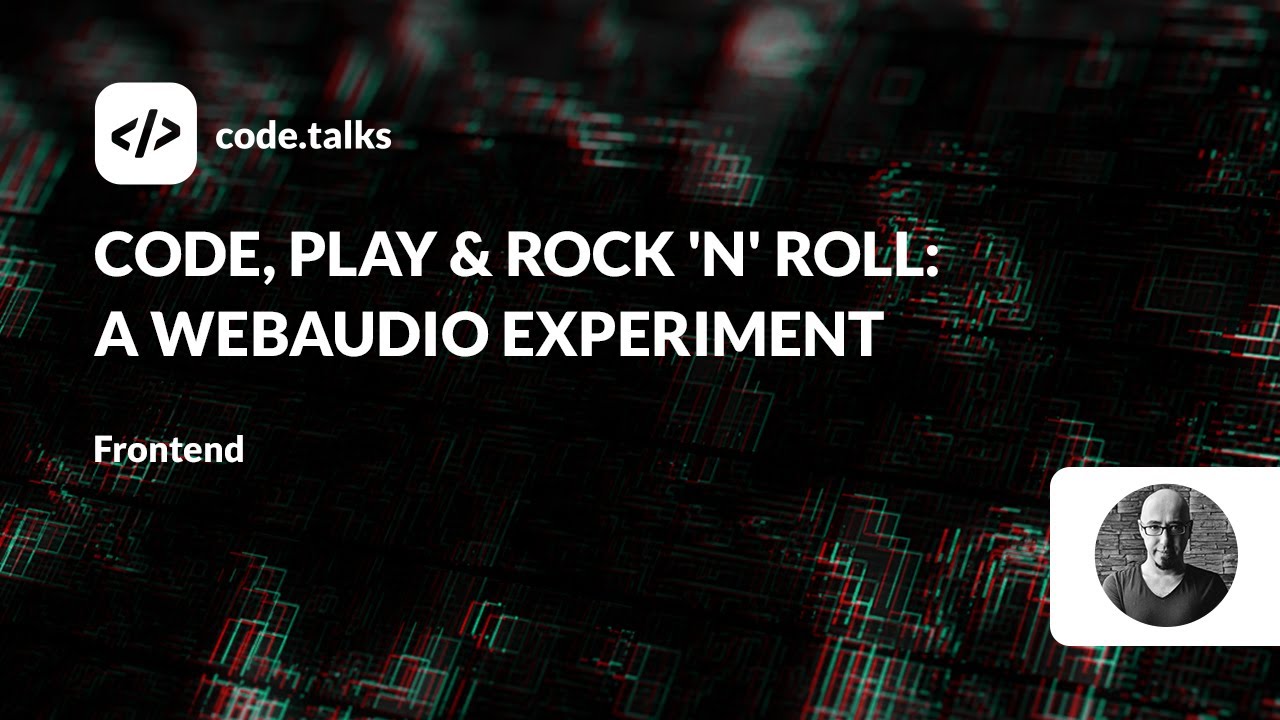 </>
code.talks
CODE, PLAY & ROCK 'N' ROLL:
A WEBAUDIO EXPERIMENT
Frontend